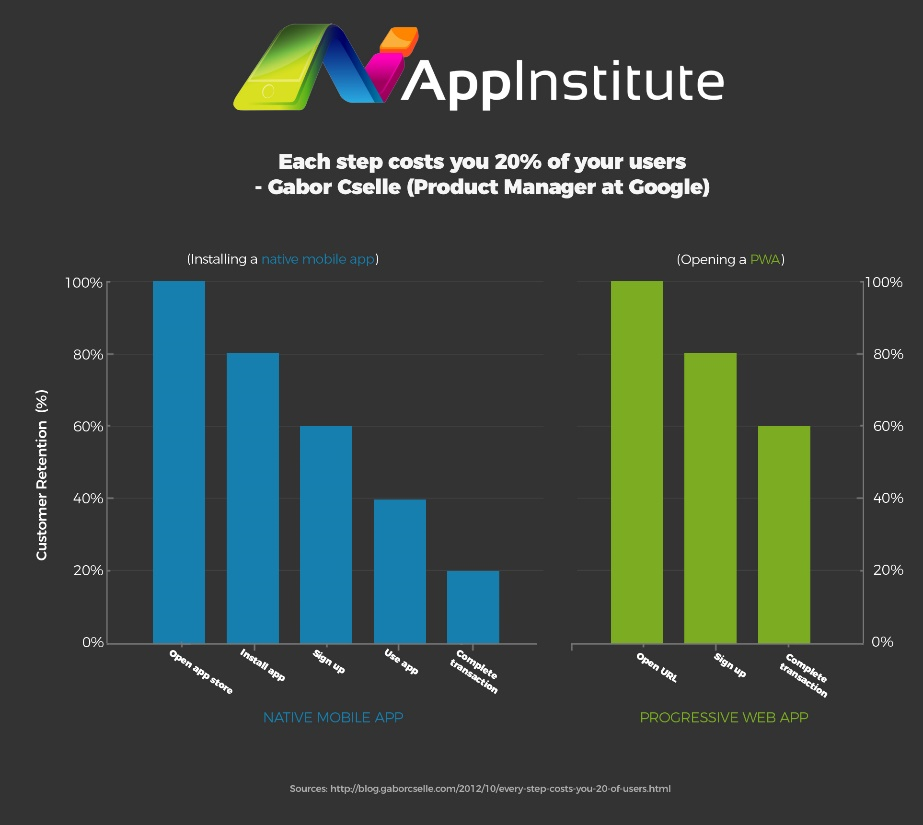 AppInstitute
Each step costs you 20% of your users
- Gabor Cselle (Product Manager at Google)
(Installing a native mobile app)
(Opening a PWA)
Customer Retention (%)
100%
80%
60%
40%
20%
0%
100%
80%
60%
40%
20%
0%
Open app store
Install app
Sign up
Use app
Complete
transaction
Open URL
Sign up
Complete
transaction
NATIVE MOBILE APP
PROGRESSIVE WEB APP
Sources: http://blog.gaborcselle.com/2012/10/every-step-costs-you-20-of-users.html